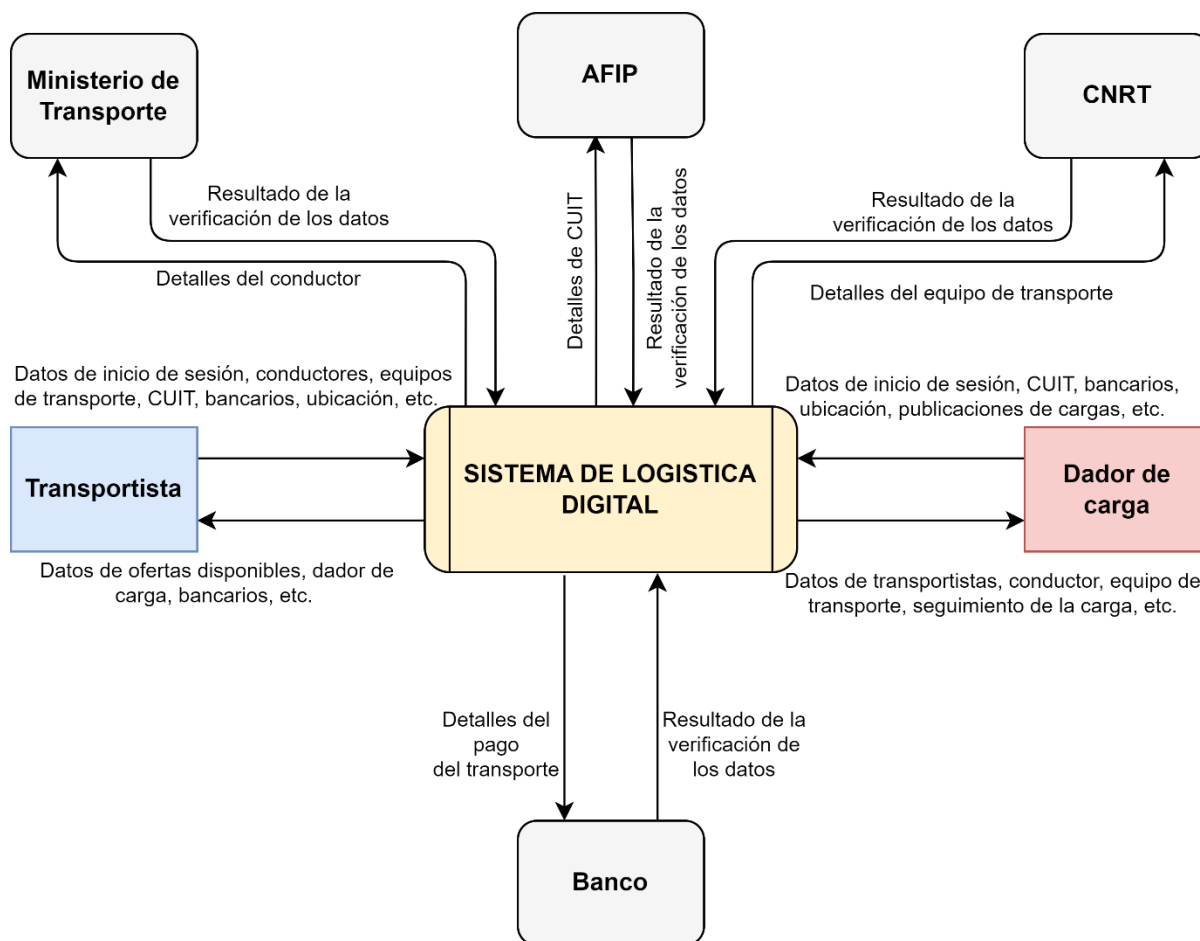 Ministerio de
Transporte
AFIP
CNRT
Resultado de la
verificación de los datos
Detalles del conductor
Detalles de CUIT
Resultado de la
verificación de los datos
Resultado de la
verificación de los datos
Detalles del equipo de transporte
Datos de inicio de sesión, conductores, equipos
de transporte, CUIT, bancarios, ubicación, etc.
Datos de inicio de sesión, CUIT, bancarios,
ubicación, publicaciones de cargas, etc.
Transportista
SISTEMA DE LOGISTICA
DIGITAL
Dador de
carga
Datos de ofertas disponibles, dador de
carga, bancarios, etc.
Datos de transportistas, conductor, equipo de
transporte, seguimiento de la carga, etc.
Detalles del
pago
del transporte
Resultado de la
verificación de
los datos
Banco